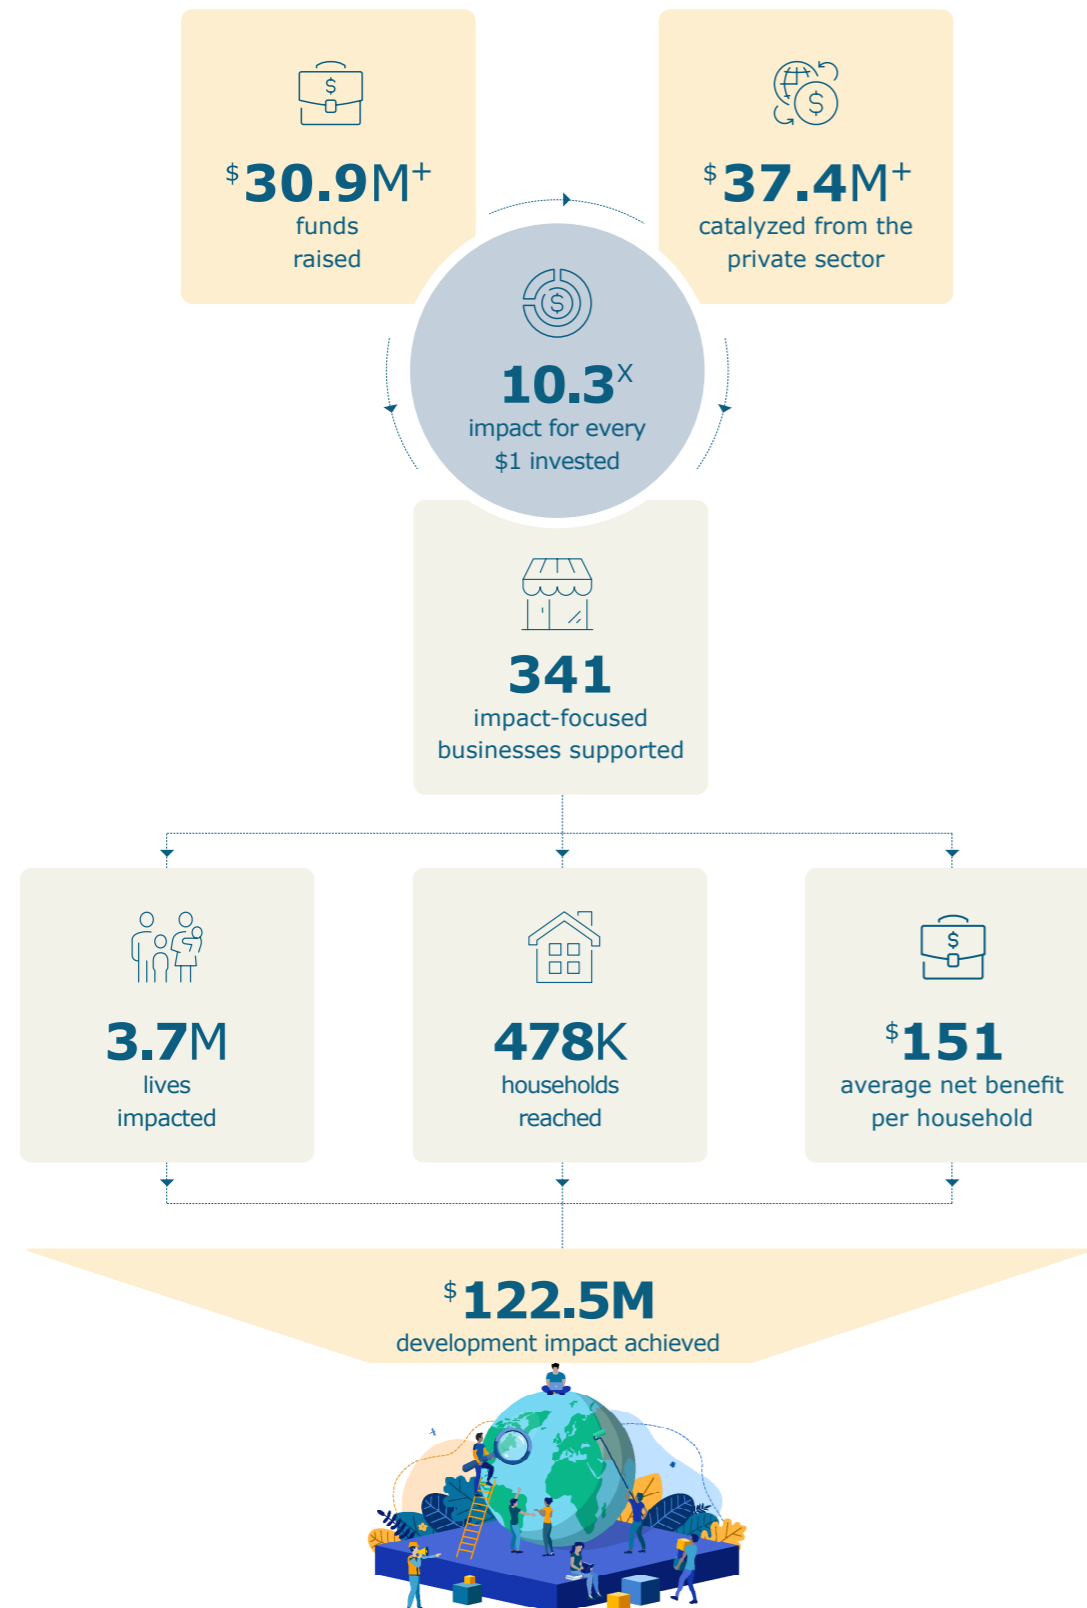 $30.9M+
funds
raised
$37.4M+
catalyzed from the
private sector
10.3X
impact for every
$1 invested
341
impact-focused
businesses supported
3.7M
lives
impacted
478K
households
reached
$151
average net benefit
per household
$122.5M
development impact achieved